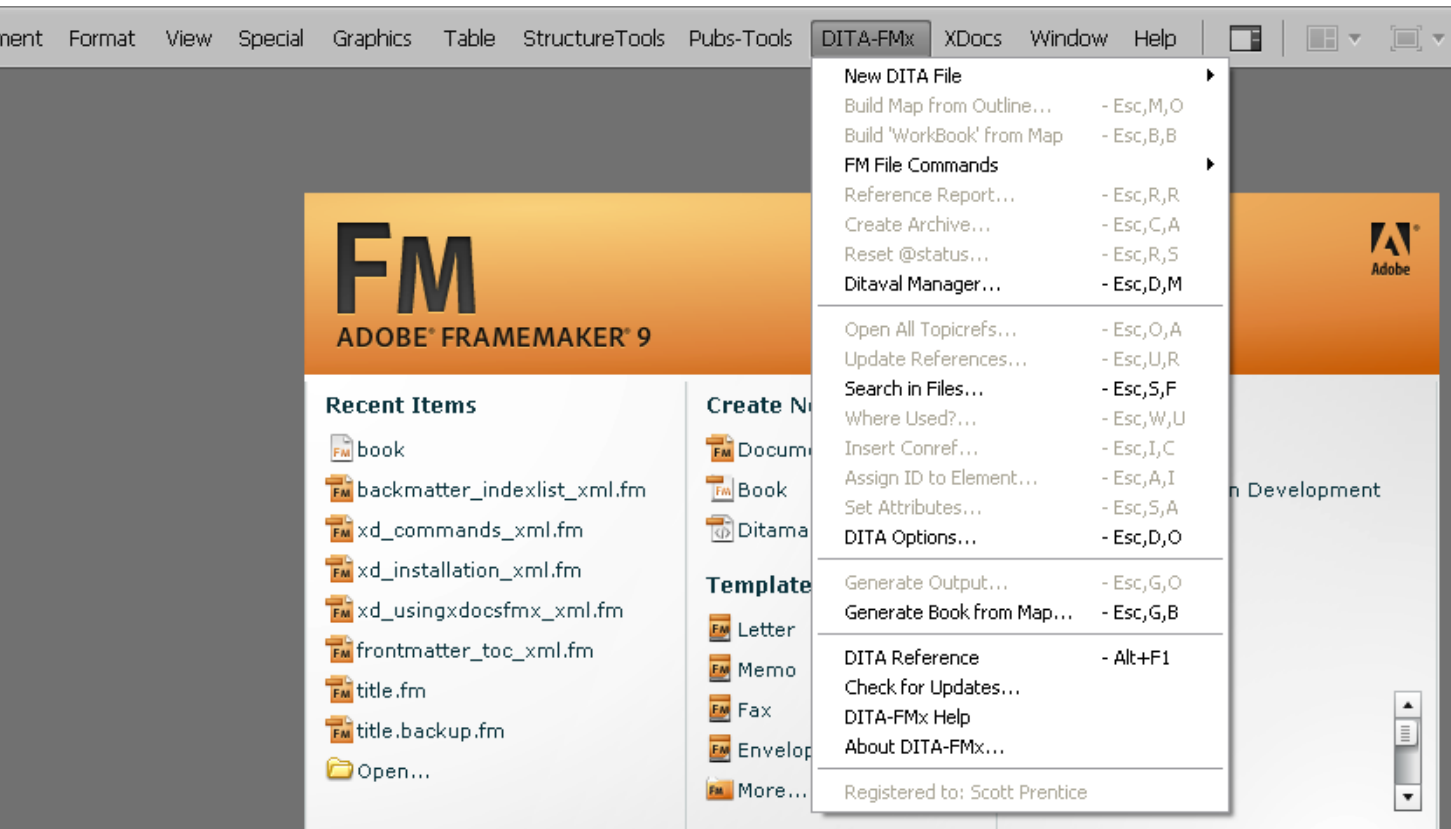 ment Format View Special Graphics Table StructureTools Pubs-Tools DITA-FMx XDocs Window Help
New DITA File
Build Map from Outline... - Esc,M,O
Build 'WorkBook' from Map - Esc,B,B
FM File Commands
Reference Report... - Esc,R,R
Create Archive... - Esc,C,A
Reset @status... - Esc,R,S
Ditaval Manager... - Esc,D,M
Open All Topicrefs... - Esc,O,A
Update References... - Esc,U,R
Search in Files... - Esc,S,F
Where Used?... - Esc,W,U
Insert Conref... - Esc,I,C
Assign ID to Element... - Esc,A,I
Set Attributes... - Esc,S,A
DITA Options... - Esc,D,O
Generate Output... - Esc,G,O
Generate Book from Map... - Esc,G,B
DITA Reference - Alt+F1
Check for Updates...
DITA-FMx Help
About DITA-FMx...
Registered to: Scott Prentice
FM
ADOBE® FRAMEMAKER® 9
Adobe
Recent Items
book
backmatter_indexlist_xml.fm
xd_commands_xml.fm
xd_installation_xml.fm
xd_usingxdocsfmx_xml.fm
frontmatter_toc_xml.fm
title.fm
title.backup.fm
Open...
Create N
Docum
Book
Ditama
Template
Letter
Memo
Fax
Envelop
More...
n Development